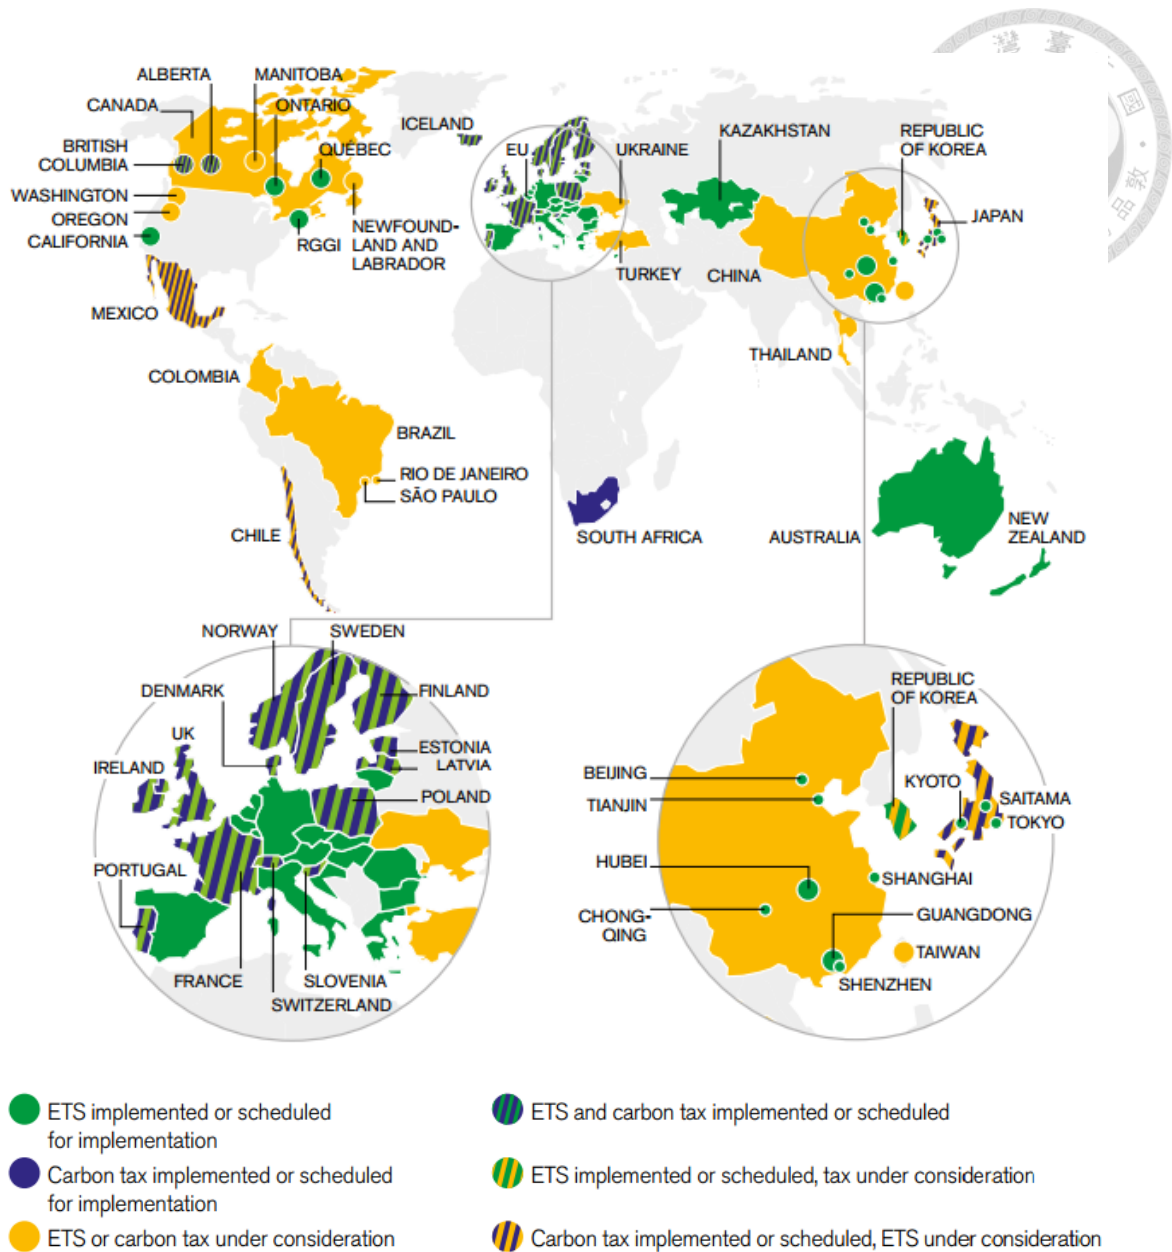 ALBERTA
MANITOBA
CANADA
ONTARIO
BRITISH
COLUMBIA
QUÉBEC
WASHINGTON
OREGON
CALIFORNIA
RGGI
NEWFOUND-
LAND AND
LABRADOR
MEXICO
ICELAND
EU
UKRAINE
TURKEY
KAZAKHSTAN
REPUBLIC
OF KOREA
JAPAN
CHINA
THAILAND
COLOMBIA
BRAZIL
RIO DE JANEIRO
SÃO PAULO
CHILE
SOUTH AFRICA
AUSTRALIA
NEW
ZEALAND
NORWAY
SWEDEN
DENMARK
FINLAND
UK
ESTONIA
LATVIA
IRELAND
POLAND
PORTUGAL
FRANCE
SLOVENIA
SWITZERLAND
REPUBLIC
OF KOREA
BEIJING
TIANJIN
KYOTO
SAITAMA
TOKYO
HUBEI
SHANGHAI
CHONG-
QING
GUANGDONG
TAIWAN
SHENZHEN
ETS implemented or scheduled
for implementation
Carbon tax implemented or scheduled
for implementation
ETS or carbon tax under consideration
ETS and carbon tax implemented or scheduled
ETS implemented or scheduled, tax under consideration
Carbon tax implemented or scheduled, ETS under consideration
臺
國
敦
品